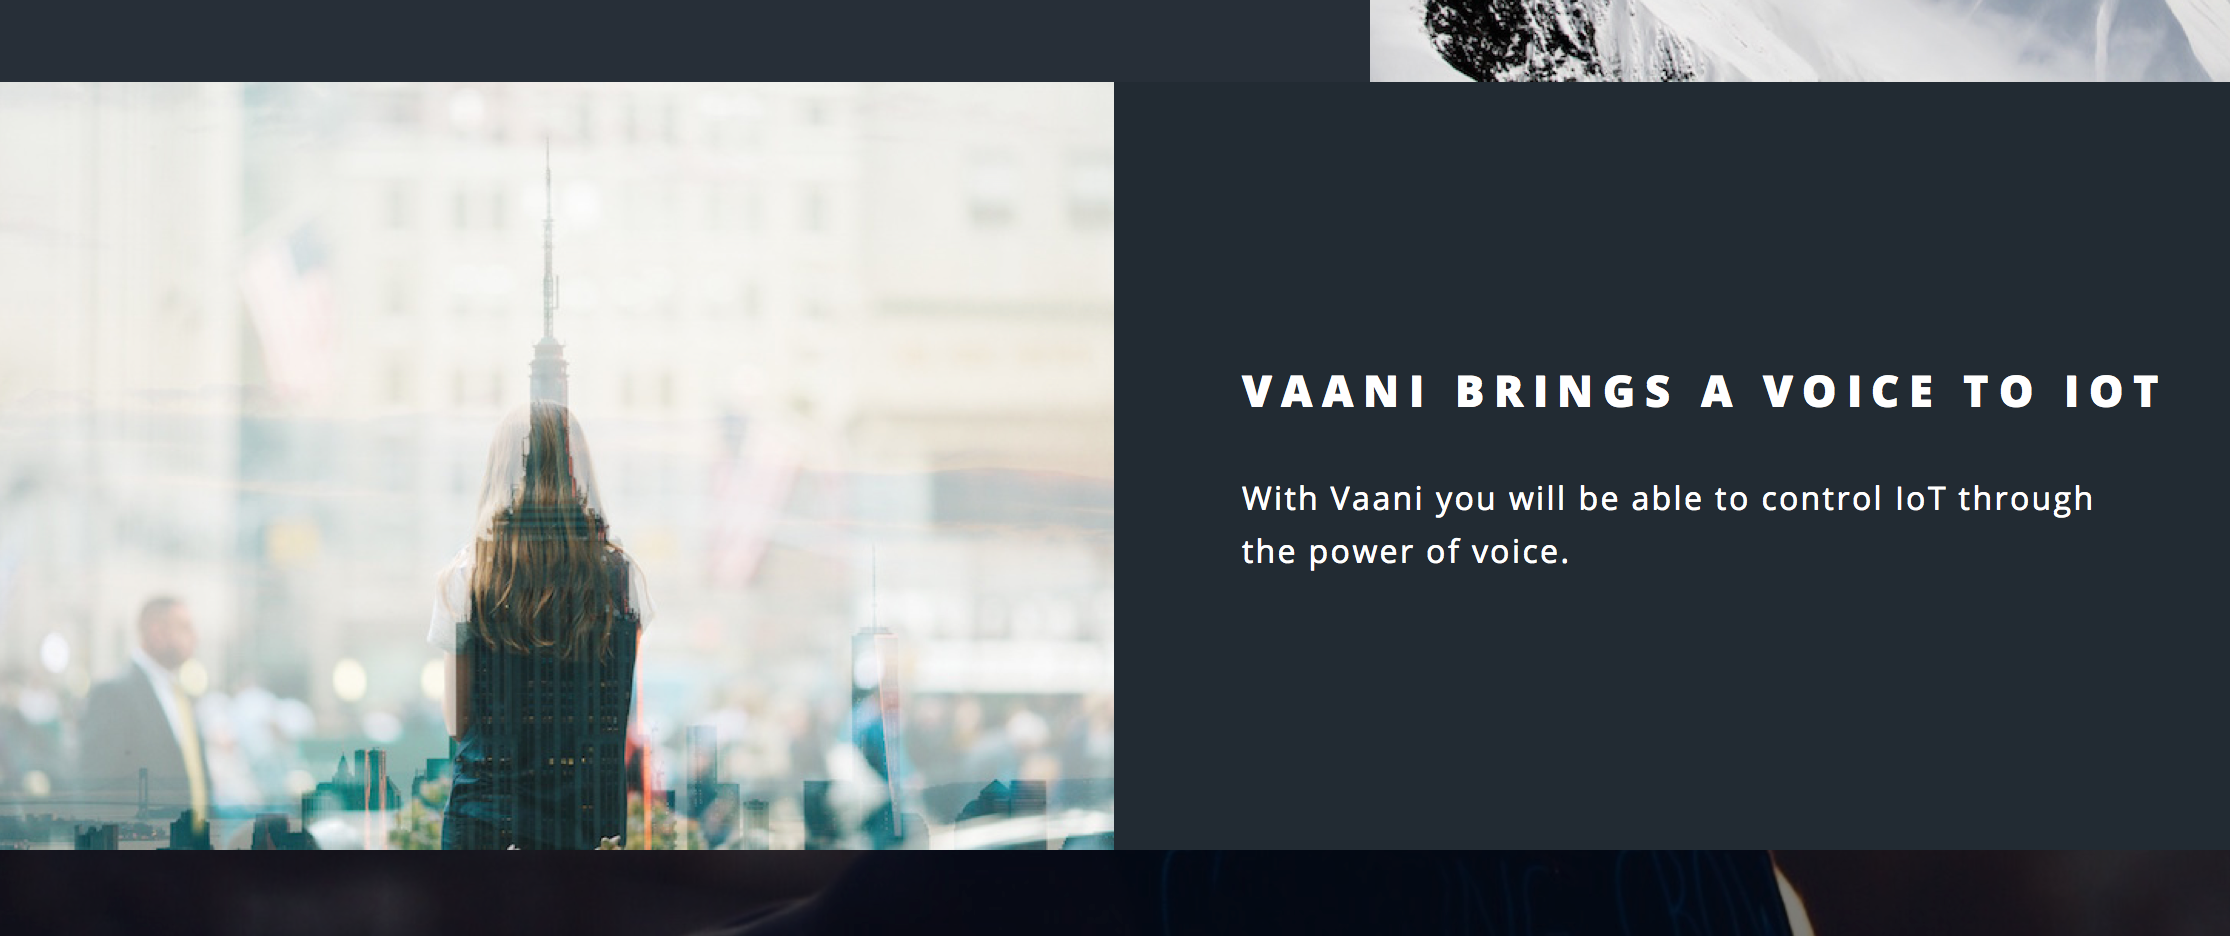 VAANI BRINGS A VOICE TO IOT
With Vaani you will be able to control IoT through
the power of voice.